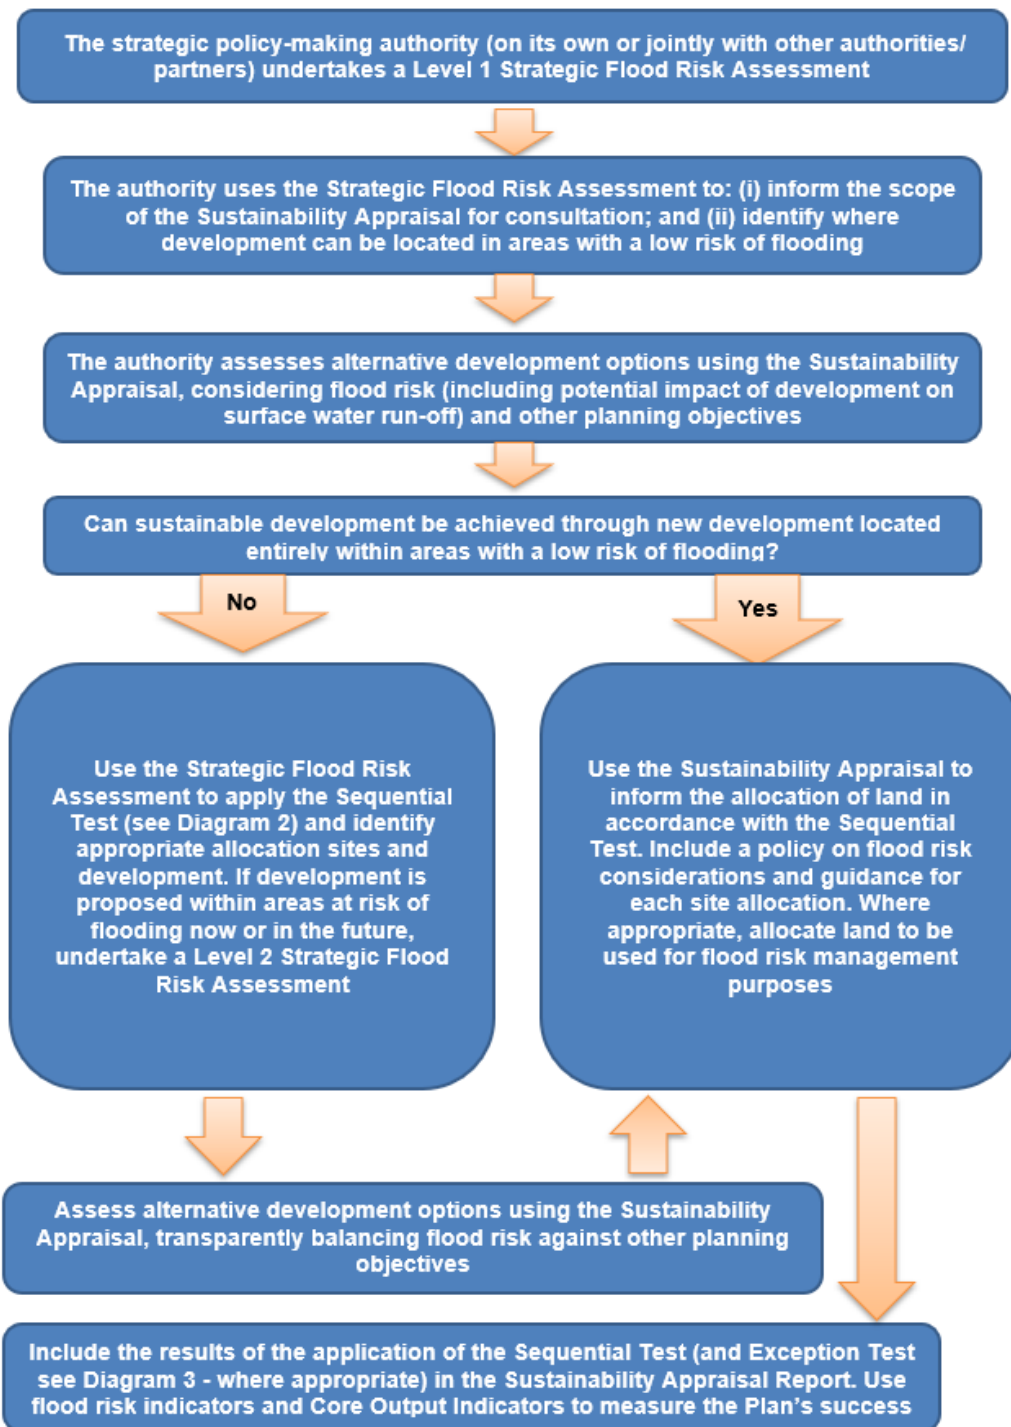 The strategic policy-making authority (on its own or jointly with other authorities/
partners) undertakes a Level 1 Strategic Flood Risk Assessment
The authority uses the Strategic Flood Risk Assessment to: (i) inform the scope
of the Sustainability Appraisal for consultation; and (ii) identify where
development can be located in areas with a low risk of flooding
The authority assesses alternative development options using the Sustainability
Appraisal, considering flood risk (including potential impact of development on
surface water run-off) and other planning objectives
Can sustainable development be achieved through new development located
entirely within areas with a low risk of flooding?
No
Yes
Use the Strategic Flood Risk
Assessment to apply the Sequential
Test (see Diagram 2) and identify
appropriate allocation sites and
development. If development is
proposed within areas at risk of
flooding now or in the future,
undertake a Level 2 Strategic Flood
Risk Assessment
Use the Sustainability Appraisal to
inform the allocation of land in
accordance with the Sequential
Test. Include a policy on flood risk
considerations and guidance for
each site allocation. Where
appropriate, allocate land to be
used for flood risk management
purposes
Assess alternative development options using the Sustainability
Appraisal, transparently balancing flood risk against other planning
objectives
Include the results of the application of the Sequential Test (and Exception Test
see Diagram 3 - where appropriate) in the Sustainability Appraisal Report. Use
flood risk indicators and Core Output Indicators to measure the Plan's success